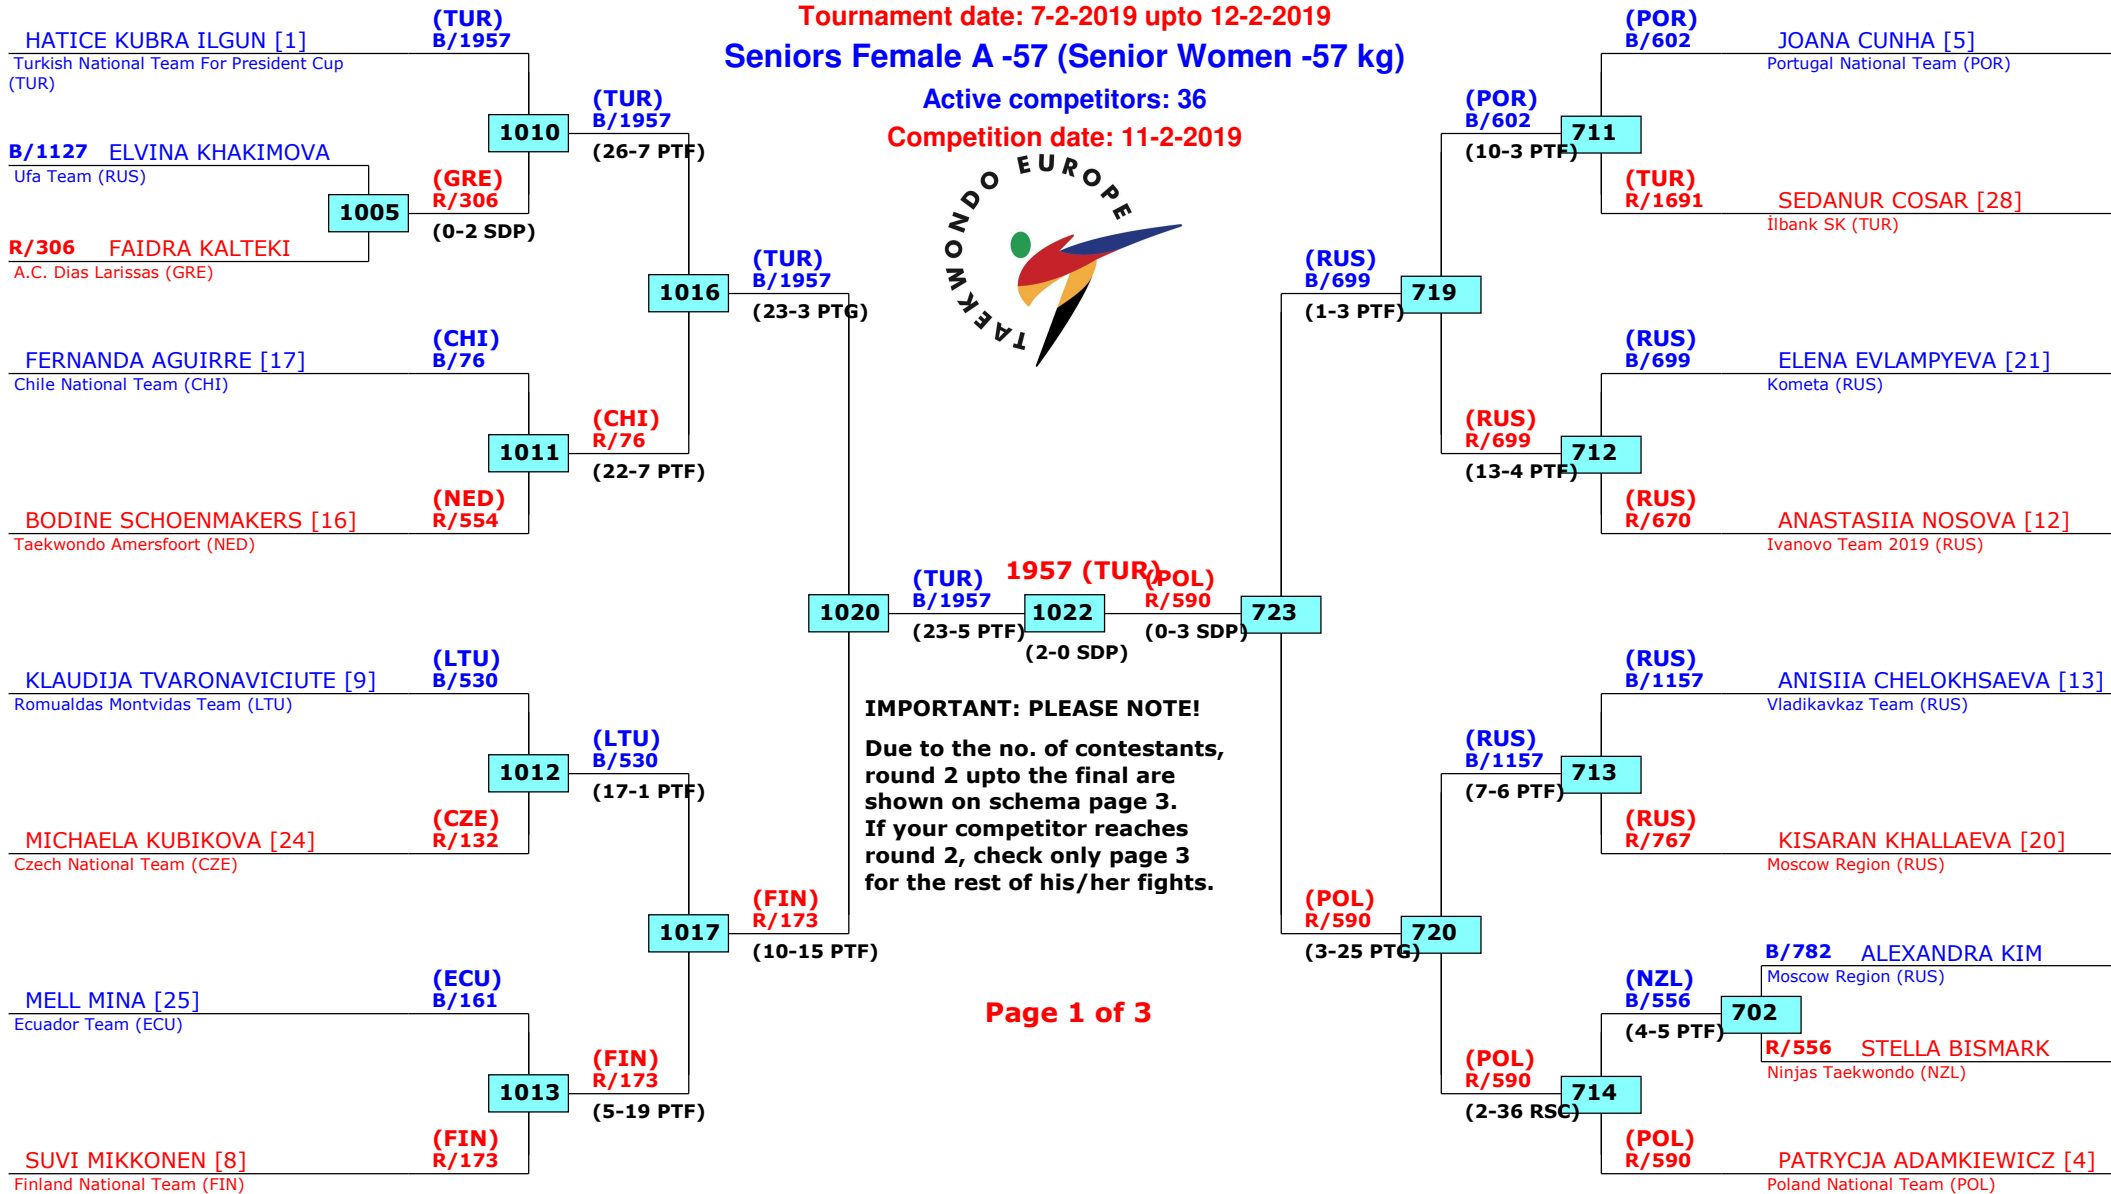 Tournament date: 7-2-2019 upto 12-2-2019
Seniors Female A -57 (Senior Women -57 kg)
Active competitors: 36
Competition date: 11-2-2019
TAEKWONDO EUROPE
HATICE KUBRA ILGUN [1]
Turkish National Team For President Cup
(TUR)
(TUR)
B/1957
B/1127 ELVINA KHAKIMOVA
Ufa Team (RUS)
1005
R/306 FAIDRA KALTEKI
A.C. Dias Larissas (GRE)
(GRE)
R/306
(0-2 SDP)
1010
(TUR)
B/1957
(26-7 PTF)
FERNANDA AGUIRRE [17]
Chile National Team (CHI)
(CHI)
B/76
1011
BODINE SCHOENMAKERS [16]
Taekwondo Amersfoort (NED)
(NED)
R/554
(CHI)
R/76
(22-7 PTF)
1016
(TUR)
B/1957
(23-3 PTG)
KLAUDIJA TVARONAVICIUTE [9]
Romualdas Montvidas Team (LTU)
(LTU)
B/530
1012
MICHAELA KUBIKOVA [24]
Czech National Team (CZE)
(CZE)
R/132
(LTU)
B/530
(17-1 PTF)
MELL MINA [25]
Ecuador Team (ECU)
(ECU)
B/161
1013
SUVI MIKKONEN [8]
Finland National Team (FIN)
(FIN)
R/173
(FIN)
R/173
(5-19 PTF)
1017
(FIN)
R/173
(10-15 PTF)
1020
(TUR)
B/1957
(23-5 PTF)
1957 (TUR)
1022
(2-0 SDP)
(POL)
R/590
(0-3 SDP)
723
IMPORTANT: PLEASE NOTE!
Due to the no. of contestants,
round 2 upto the final are
shown on schema page 3.
If your competitor reaches
round 2, check only page 3
for the rest of his/her fights.
Page 1 of 3
(RUS)
B/699
(1-3 PTF)
719
(POR)
B/602
(10-3 PTF)
711
(POR)
B/602
JOANA CUNHA [5]
Portugal National Team (POR)
(TUR)
R/1691
SEDANUR COSAR [28]
İlbank SK (TUR)
(RUS)
R/699
(13-4 PTF)
712
(RUS)
B/699
ELENA EVLAMPYEVA [21]
Kometa (RUS)
(RUS)
R/670
ANASTASIIA NOSOVA [12]
Ivanovo Team 2019 (RUS)
(POL)
R/590
(3-25 PTG)
720
(RUS)
B/1157
(7-6 PTF)
713
(RUS)
B/1157
ANISIIA CHELOKHSAEVA [13]
Vladikavkaz Team (RUS)
(RUS)
R/767
KISARAN KHALLAEVA [20]
Moscow Region (RUS)
(POL)
R/590
(2-36 RSC)
714
(NZL)
B/556
(4-5 PTF)
702
B/782 ALEXANDRA KIM
Moscow Region (RUS)
R/556 STELLA BISMARK
Ninjas Taekwondo (NZL)
(POL)
R/590
PATRYCJA ADAMKIEWICZ [4]
Poland National Team (POL)